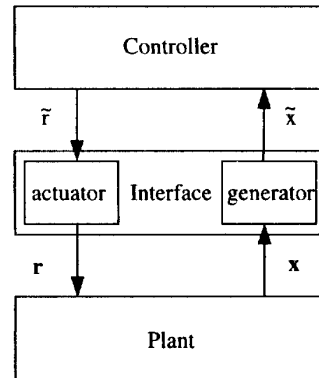 Controller
r̃ x̃
actuator Interface generator
r x
Plant